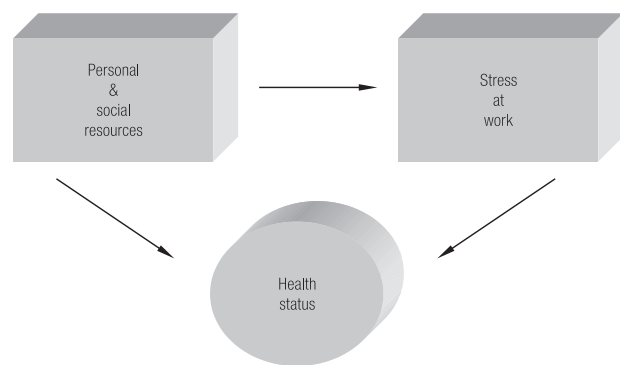 Personal
&
social
resources
Stress
at
work
Health
status